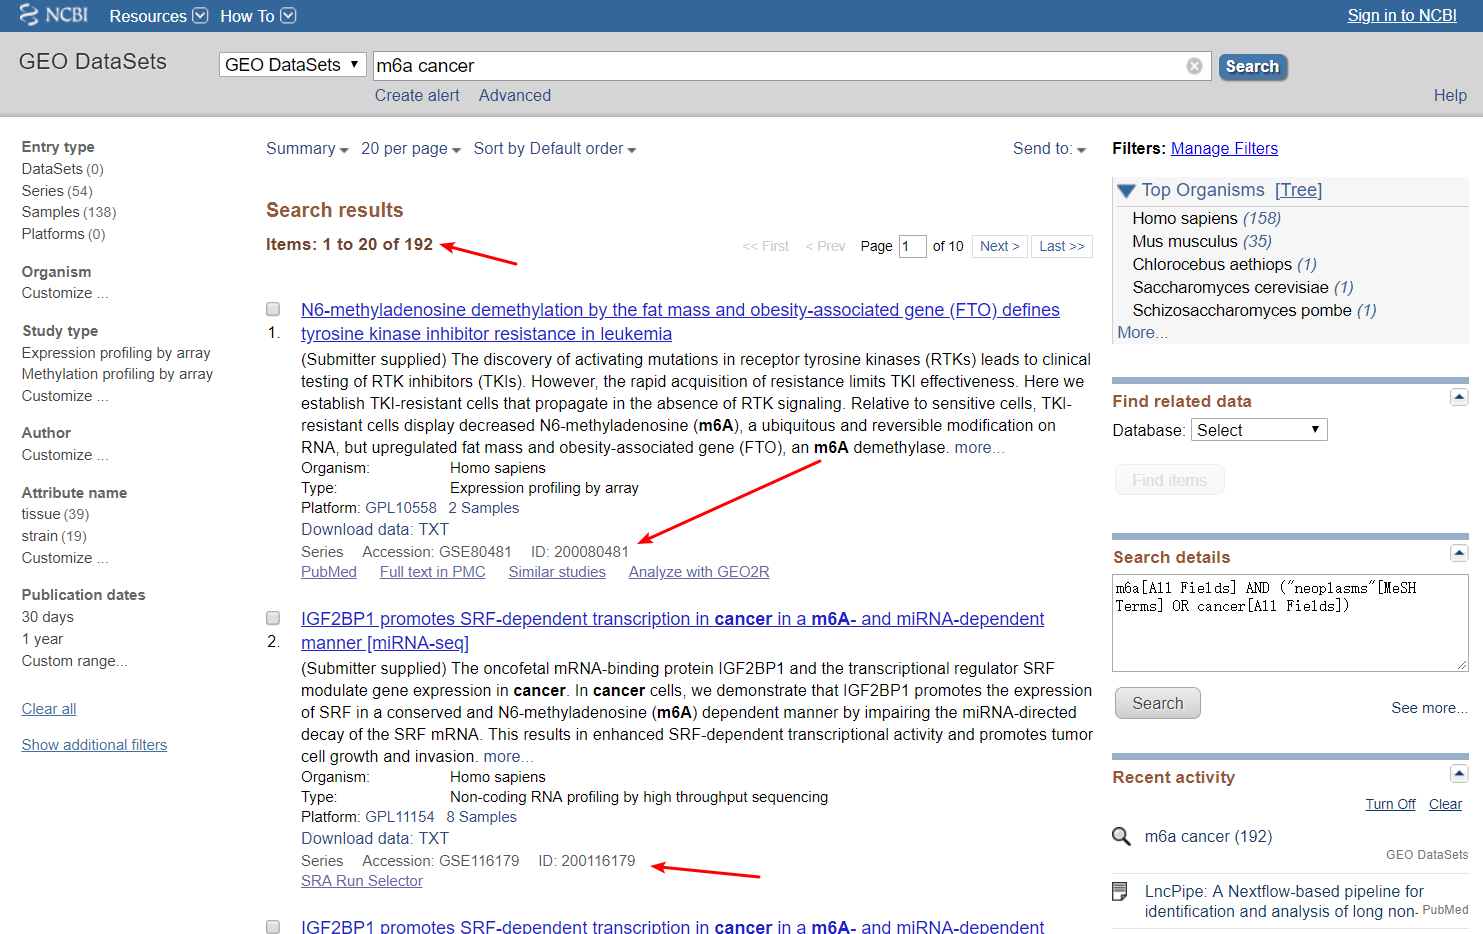 NCBI Resources How To Sign in to NCBI
GEO DataSets GEO DataSets m6a cancer Search
Create alert Advanced Help
Entry type
DataSets (0)
Series (54)
Samples (138)
Platforms (0)
Organism
Customize ...
Study type
Expression profiling by array
Methylation profiling by array
Customize ...
Author
Customize ...
Attribute name
tissue (39)
strain (19)
Customize ...
Publication dates
30 days
1 year
Custom range...
Clear all
Show additional filters
Summary 20 per page Sort by Default order Send to:
Search results
Items: 1 to 20 of 192
<< First < Prev Page 1 of 10 Next > Last >>
N6-methyladenosine demethylation by the fat mass and obesity-associated gene (FTO) defines
1. tyrosine kinase inhibitor resistance in leukemia
(Submitter supplied) The discovery of activating mutations in receptor tyrosine kinases (RTKs) leads to clinical
testing of RTK inhibitors (TKIs). However, the rapid acquisition of resistance limits TKI effectiveness. Here we
establish TKI-resistant cells that propagate in the absence of RTK signaling. Relative to sensitive cells, TKI-
resistant cells display decreased N6-methyladenosine (m6A), a ubiquitous and reversible modification on
RNA, but upregulated fat mass and obesity-associated gene (FTO), an m6A demethylase. more...
Organism: Homo sapiens
Type: Expression profiling by array
Platform: GPL10558 2 Samples
Download data: TXT
Series Accession: GSE80481 ID: 200080481
PubMed Full text in PMC Similar studies Analyze with GEO2R
IGF2BP1 promotes SRF-dependent transcription in cancer in a m6A- and miRNA-dependent
2. manner [miRNA-seq]
(Submitter supplied) The oncofetal mRNA-binding protein IGF2BP1 and the transcriptional regulator SRF
modulate gene expression in cancer. In cancer cells, we demonstrate that IGF2BP1 promotes the expression
of SRF in a conserved and N6-methyladenosine (m6A) dependent manner by impairing the miRNA-directed
decay of the SRF mRNA. This results in enhanced SRF-dependent transcriptional activity and promotes tumor
cell growth and invasion. more...
Organism: Homo sapiens
Type: Non-coding RNA profiling by high throughput sequencing
Platform: GPL11154 8 Samples
Download data: TXT
Series Accession: GSE116179 ID: 200116179
SRA Run Selector
IGF2BP1 promotes SRF-dependent transcription in cancer in a m6A- and miRNA-dependent
Filters: Manage Filters
Top Organisms [Tree]
Homo sapiens (158)
Mus musculus (35)
Chlorocebus aethiops (1)
Saccharomyces cerevisiae (1)
Schizosaccharomyces pombe (1)
More...
Find related data
Database: Select
Find items
Search details
m6a[All Fields] AND ("neoplasms"[MeSH
Terms] OR cancer[All Fields])
Search See more...
Recent activity
Turn Off Clear
m6a cancer (192)
GEO DataSets
LncPipe: A Nextflow-based pipeline for
identification and analysis of long non- PubMed